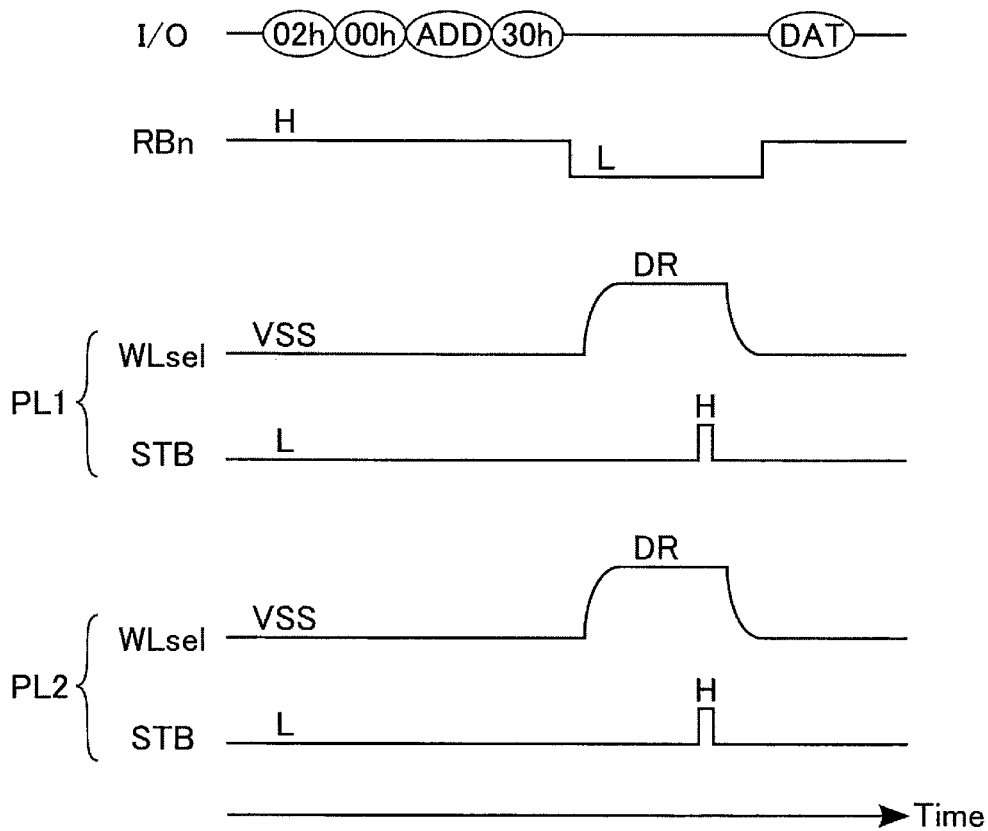 I/O 02h 00h ADD 30h DAT
RBn H L
DR
PL1 WLsel VSS
STB L H
DR
PL2 WLsel VSS
STB L H
Time